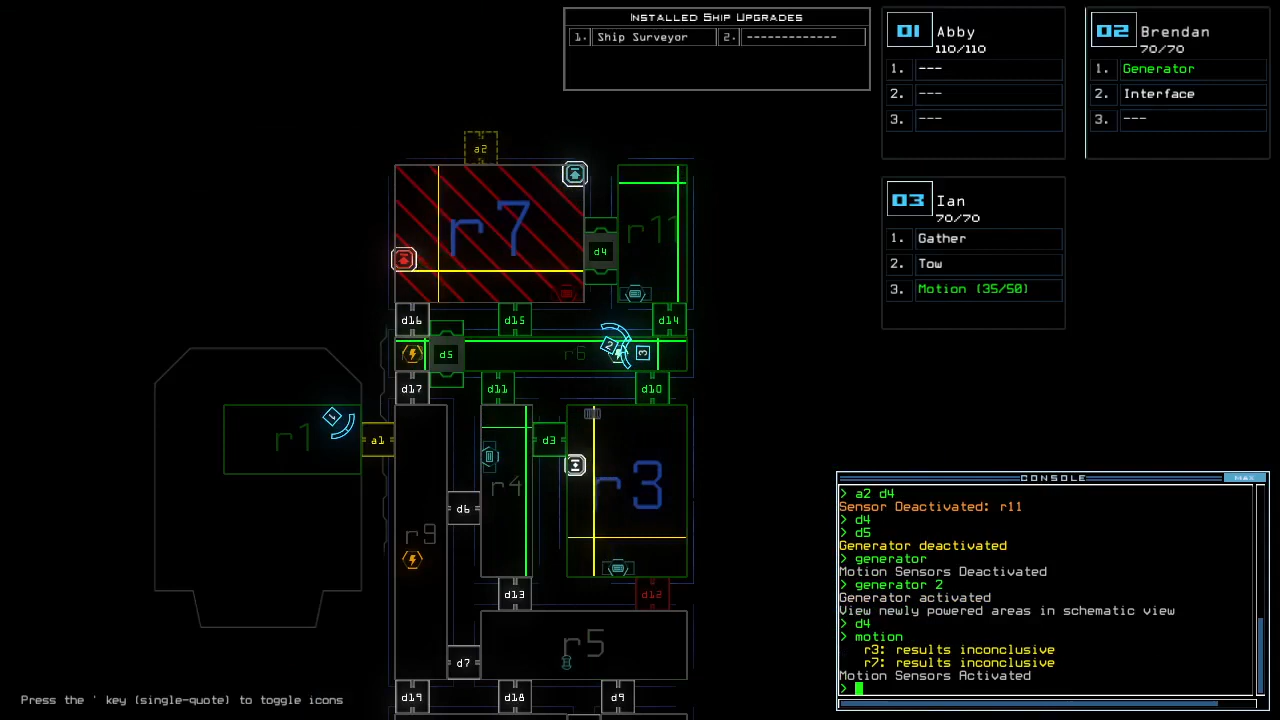 INSTALLED SHIP UPGRADES
1. Ship Surveyor 2. -------------
01 Abby
110/110
1. ---
2. ---
3. ---
02 Brendan
70/70
1. Generator
2. Interface
3. ---
03 Ian
70/70
1. Gather
2. Tow
3. Motion (35/50)
a2
r7
r11
d4
d16
d15
d14
d5
r6
2
3
d17
d11
d10
1
r1
a1
d3
r4
r3
d6
r9
d13
d12
r5
d7
d19
d18
d9
Press the ' key (single-quote) to toggle icons
CONSOLE
MAX
> a2 d4
Sensor Deactivated: r11
> d4
> d5
Generator deactivated
> generator
Motion Sensors Deactivated
> generator 2
Generator activated
View newly powered areas in schematic view
> d4
> motion
r3: results inconclusive
r7: results inconclusive
Motion Sensors Activated
>